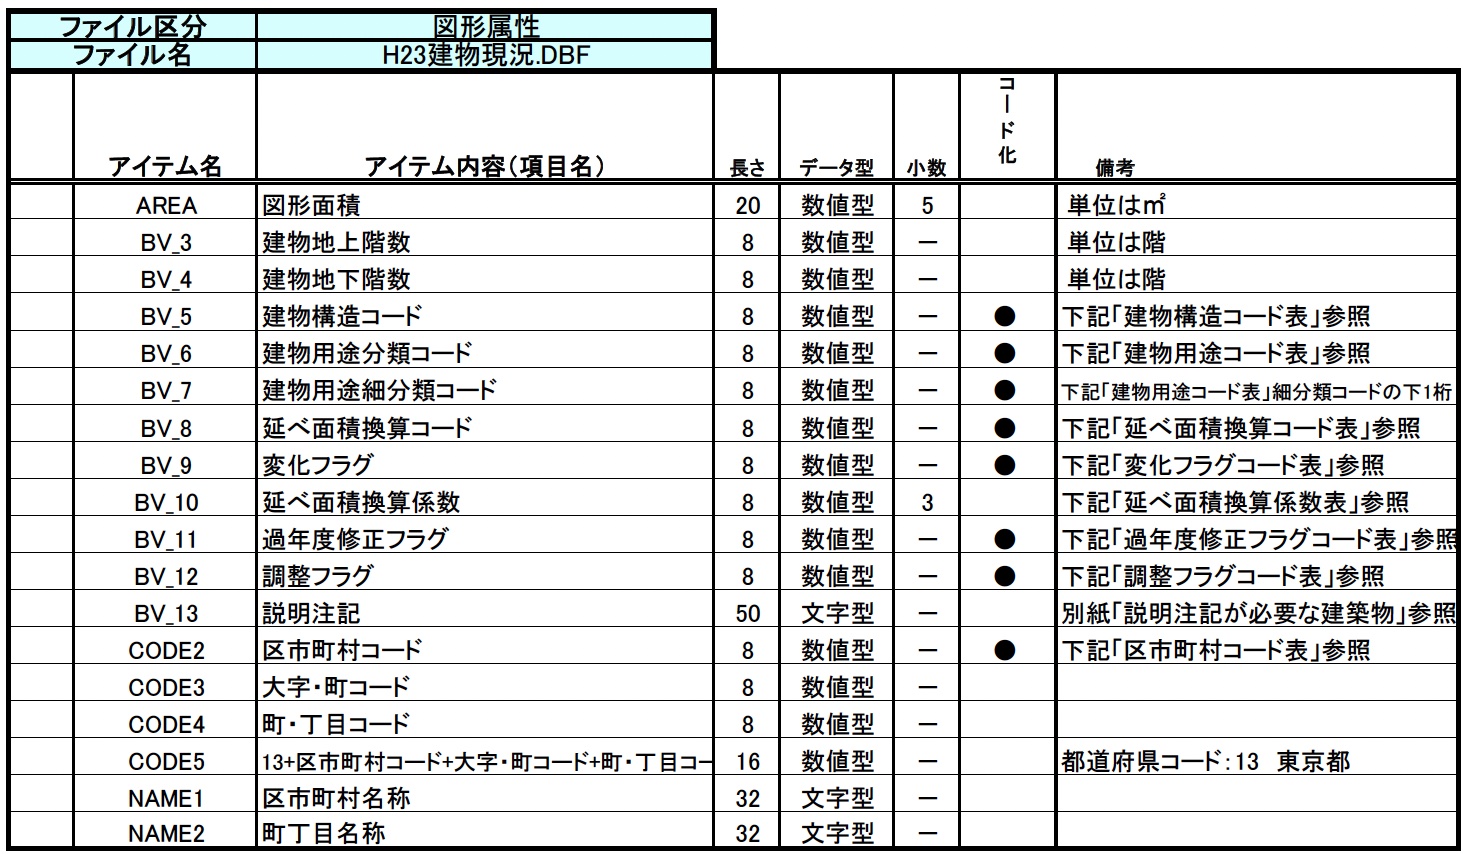 ファイル区分 図形属性
ファイル名 H23建物現況.DBF
アイテム名 アイテム内容(項目名) 長さ データ型 小数 コード化 備考
AREA 図形面積 20 数値型 5 単位は㎡
BV_3 建物地上階数 8 数値型 － 単位は階
BV_4 建物地下階数 8 数値型 － 単位は階
BV_5 建物構造コード 8 数値型 － ● 下記「建物構造コード表」参照
BV_6 建物用途分類コード 8 数値型 － ● 下記「建物用途コード表」参照
BV_7 建物用途細分類コード 8 数値型 － ● 下記「建物用途コード表」細分類コードの下1桁
BV_8 延べ面積換算コード 8 数値型 － ● 下記「延べ面積換算コード表」参照
BV_9 変化フラグ 8 数値型 － ● 下記「変化フラグコード表」参照
BV_10 延べ面積換算係数 8 数値型 3 下記「延べ面積換算係数表」参照
BV_11 過年度修正フラグ 8 数値型 － ● 下記「過年度修正フラグコード表」参照
BV_12 調整フラグ 8 数値型 － ● 下記「調整フラグコード表」参照
BV_13 説明注記 50 文字型 － 別紙「説明注記が必要な建築物」参照
CODE2 区市町村コード 8 数値型 － ● 下記「区市町村コード表」参照
CODE3 大字・町コード 8 数値型 －
CODE4 町・丁目コード 8 数値型 －
CODE5 13+区市町村コード+大字・町コード+町・丁目コー 16 数値型 － 都道府県コード：13 東京都
NAME1 区市町村名称 32 文字型 －
NAME2 町丁目名称 32 文字型 －